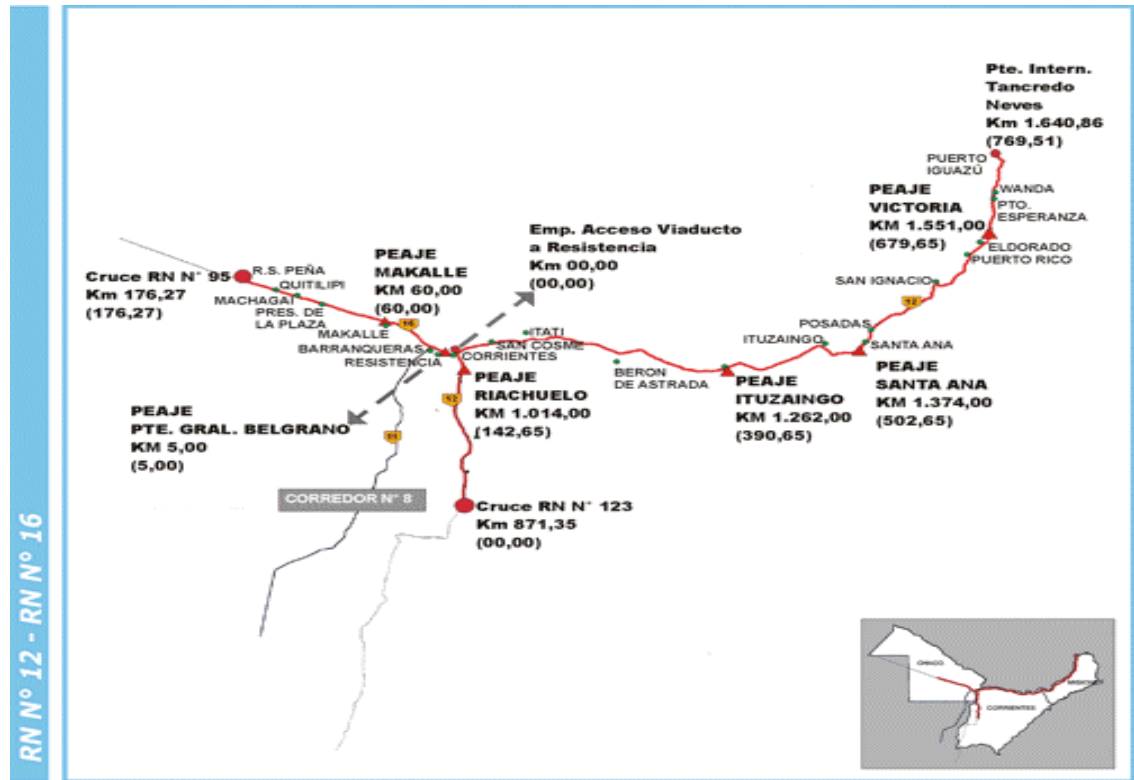 RN Nº 12 - RN Nº 16
Pte. Intern.
Tancredo
Neves
Km 1.640,86
(769,51)
PUERTO
IGUAZÚ
WANDA
PTO.
ESPERANZA
PEAJE
VICTORIA
KM 1.551,00
(679,65)
ELDORADO
PUERTO RICO
SAN IGNACIO
12
POSADAS
SANTA ANA
ITUZAINGO
PEAJE
SANTA ANA
KM 1.374,00
(502,65)
PEAJE
ITUZAINGO
KM 1.262,00
(390,65)
BERON
DE ASTRADA
Emp. Acceso Viaducto
a Resistencia
Km 00,00
(00,00)
ITATI
SAN COSME
CORRIENTES
PEAJE
MAKALLE
KM 60,00
(60,00)
16
Cruce RN N° 95
Km 176,27
(176,27)
R.S. PEÑA
QUITILIPI
MACHAGAI
PRES. DE
LA PLAZA
MAKALLE
BARRANQUERAS
RESISTENCIA
PEAJE
RIACHUELO
KM 1.014,00
(142,65)
12
PEAJE
PTE. GRAL. BELGRANO
KM 5,00
(5,00)
CORREDOR N° 8
Cruce RN N° 123
Km 871,35
(00,00)
CHACO
CORRIENTES